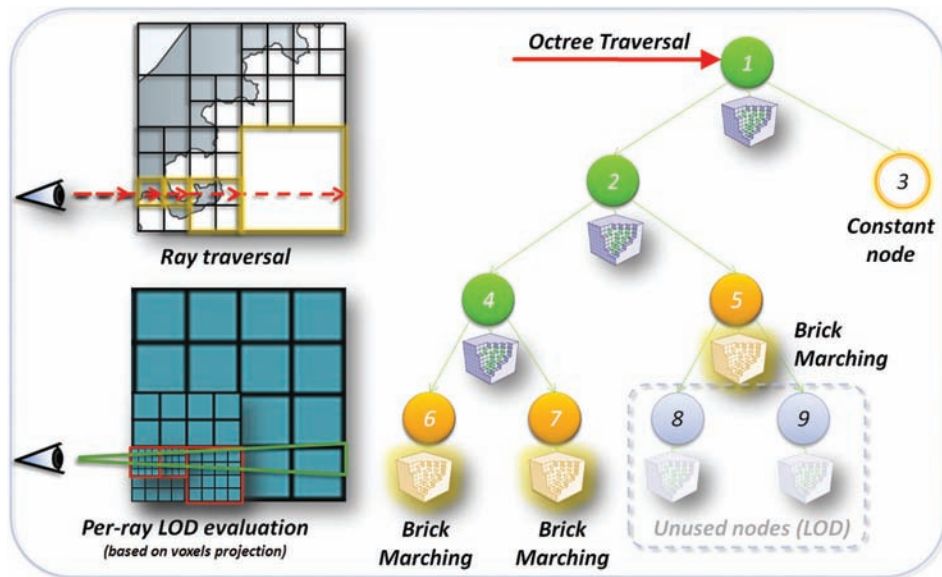 Octree Traversal
1
2
3
Constant
node
Ray traversal
4
5
Brick
Marching
6
7
8
9
Brick
Marching
Brick
Marching
Unused nodes (LOD)
Per-ray LOD evaluation
(based on voxels projection)